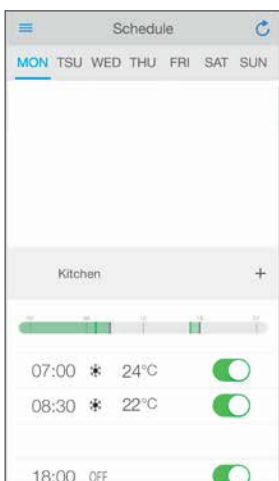 Schedule
MON TSU WED THU FRI SAT SUN
Kitchen +
07:00 24°C
08:30 22°C
18:00 OFF